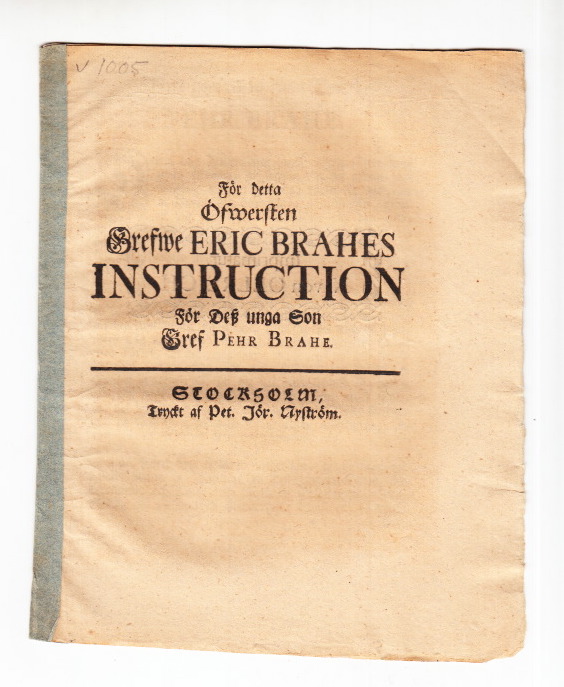 v 1005
För detta
Öfwersten
Grefwe ERIC BRAHES
INSTRUCTION
För Deß unga Son
Gref PEHR BRAHE.
STOCKHOLM,
Tryckt af Pet. Jör. Nyström.